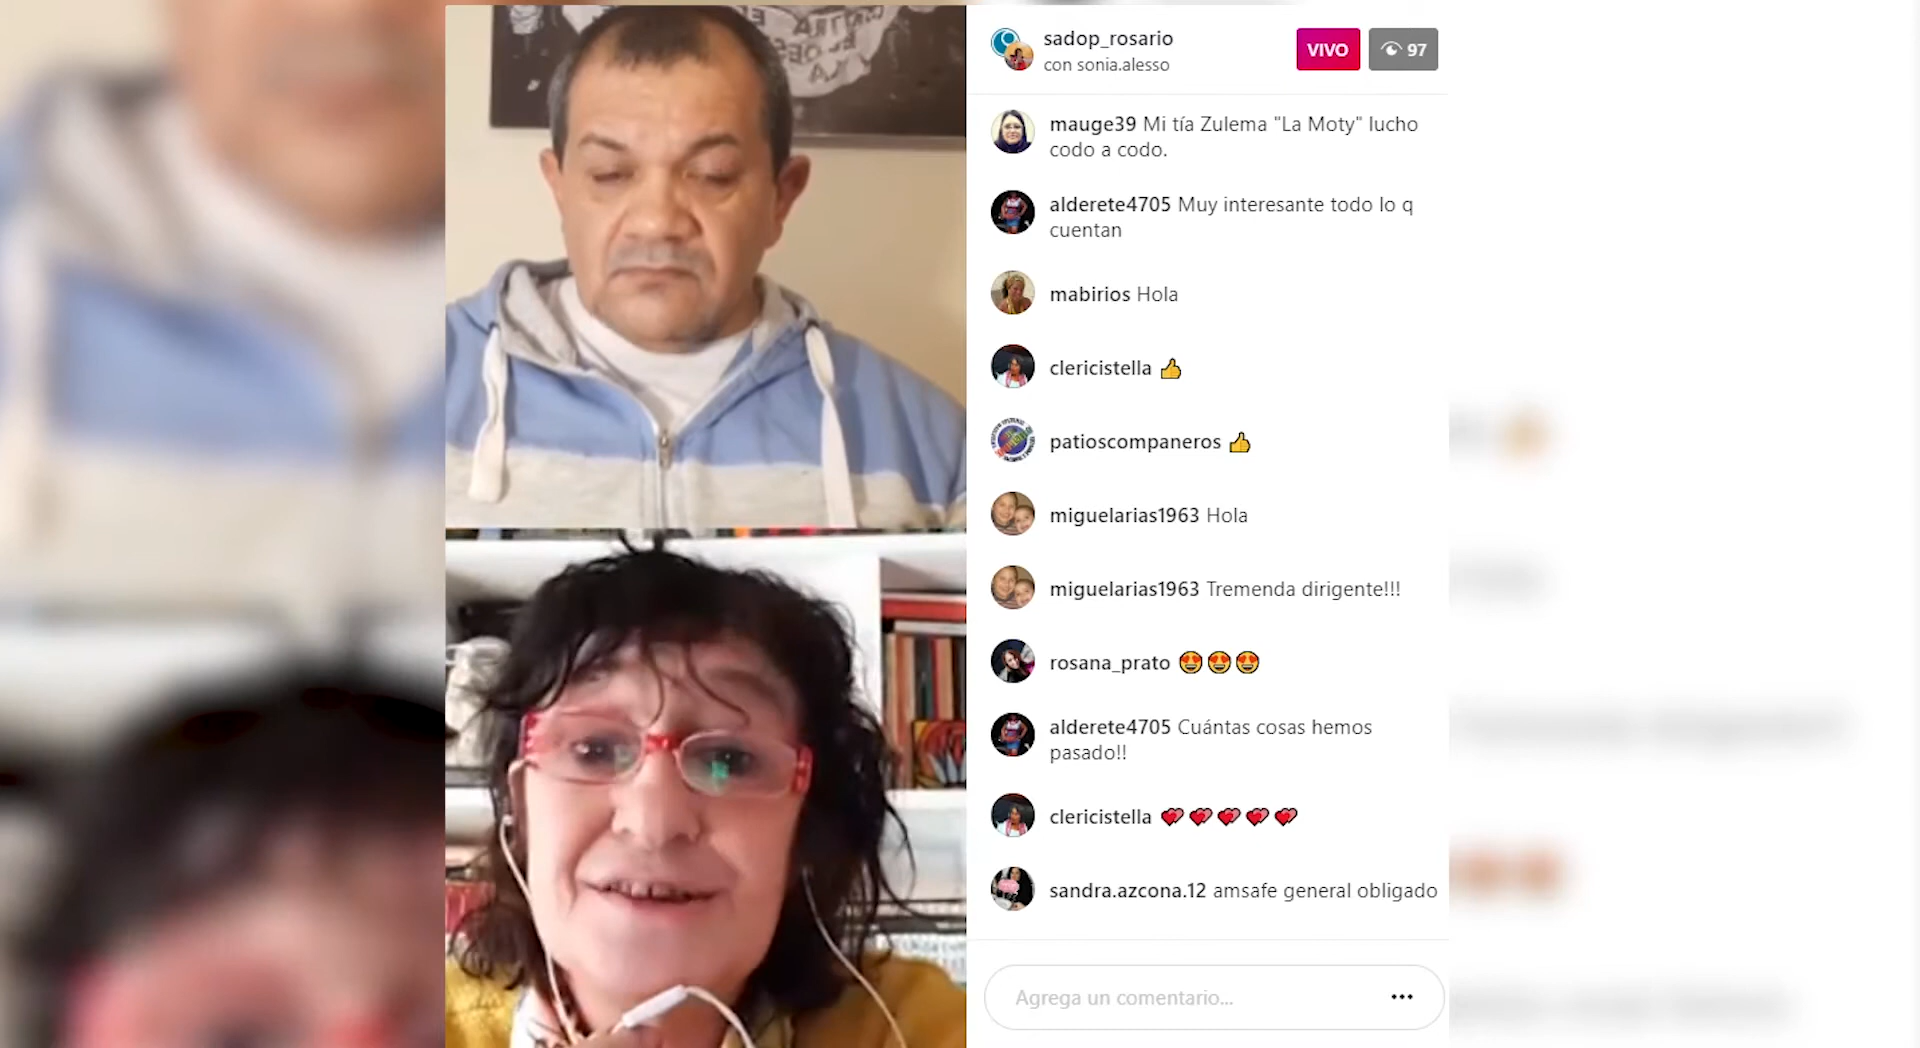 sadop_rosario
con sonia.alesso
VIVO
97
mauge39 Mi tía Zulema "La Moty" lucho
codo a codo.
alderete4705 Muy interesante todo lo q
cuentan
mabirios Hola
clericistella 👍
patioscompaneros 👍
miguelarias1963 Hola
miguelarias1963 Tremenda dirigente!!!
rosana_prato 😍😍😍
alderete4705 Cuántas cosas hemos
pasado!!
clericistella 💕💕💕💕💕
sandra.azcona.12 amsafe general obligado
Agrega un comentario...